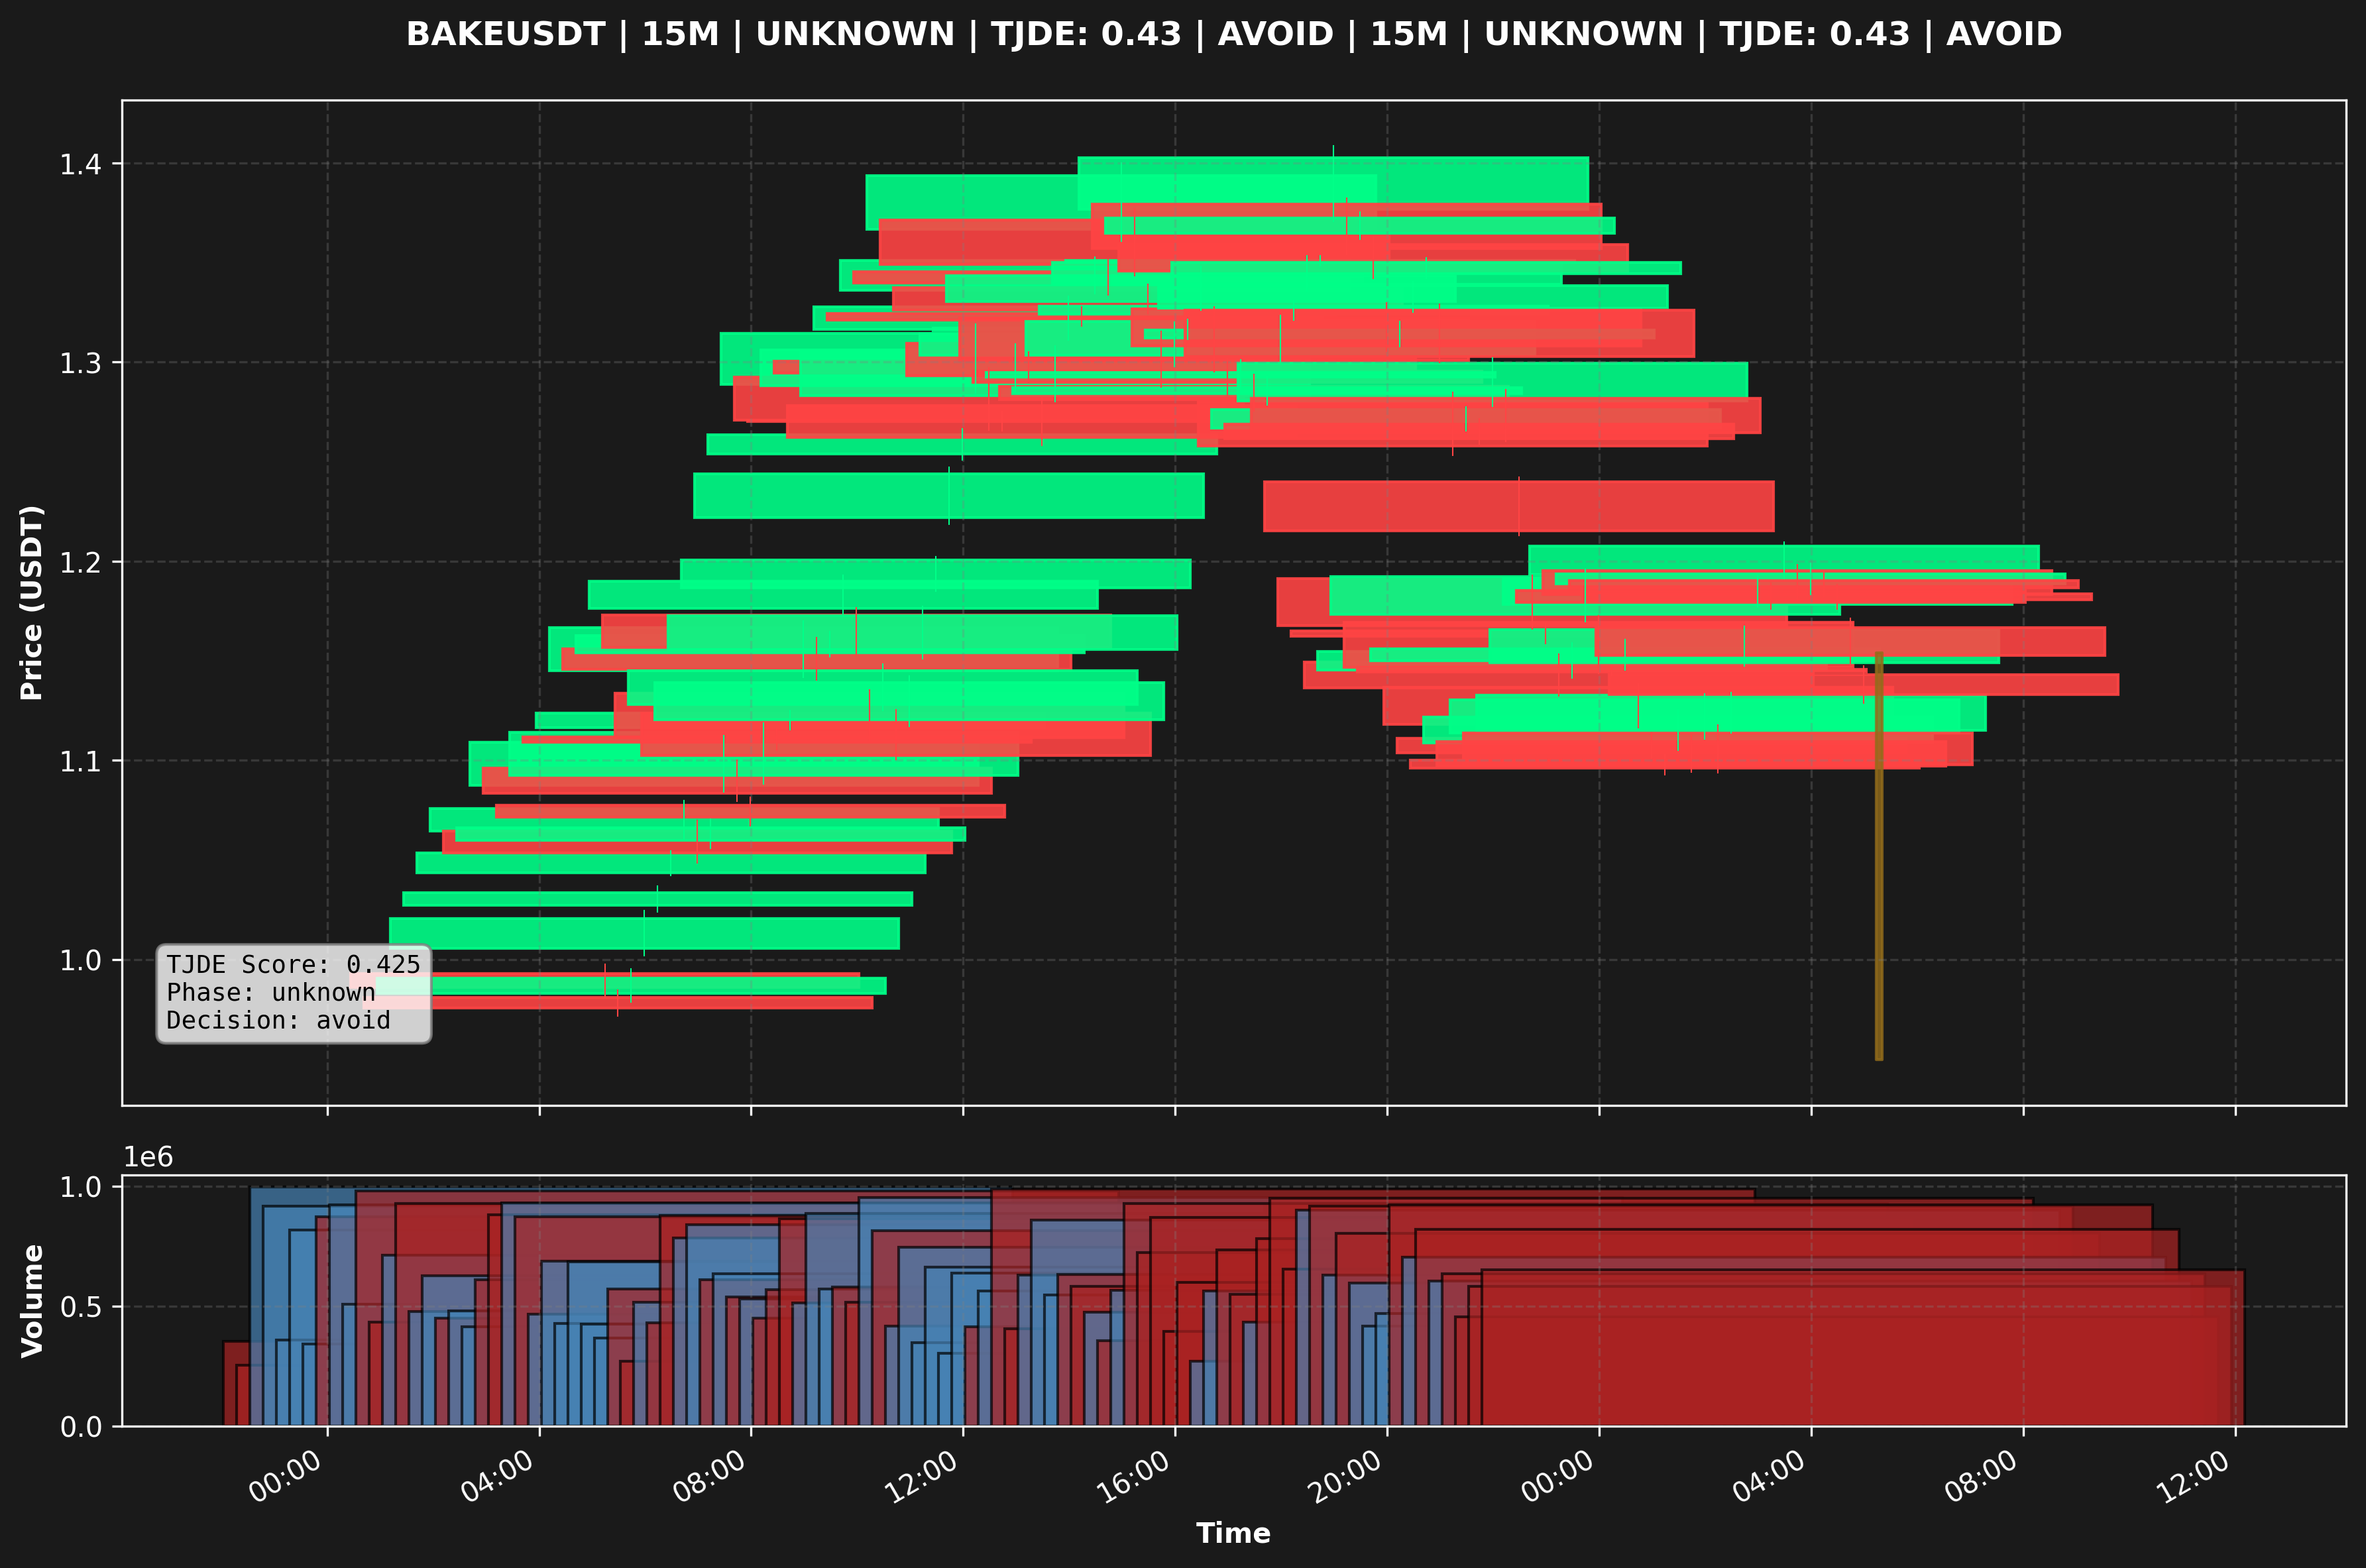 BAKEUSDT | 15M | UNKNOWN | TJDE: 0.43 | AVOID | 15M | UNKNOWN | TJDE: 0.43 | AVOID
1.4
1.3
1.2
1.1
1.0
Price (USDT)
TJDE Score: 0.425
Phase: unknown
Decision: avoid
1e6
1.0
0.5
0.0
Volume
00:00 04:00 08:00 12:00 16:00 20:00 00:00 04:00 08:00 12:00
Time